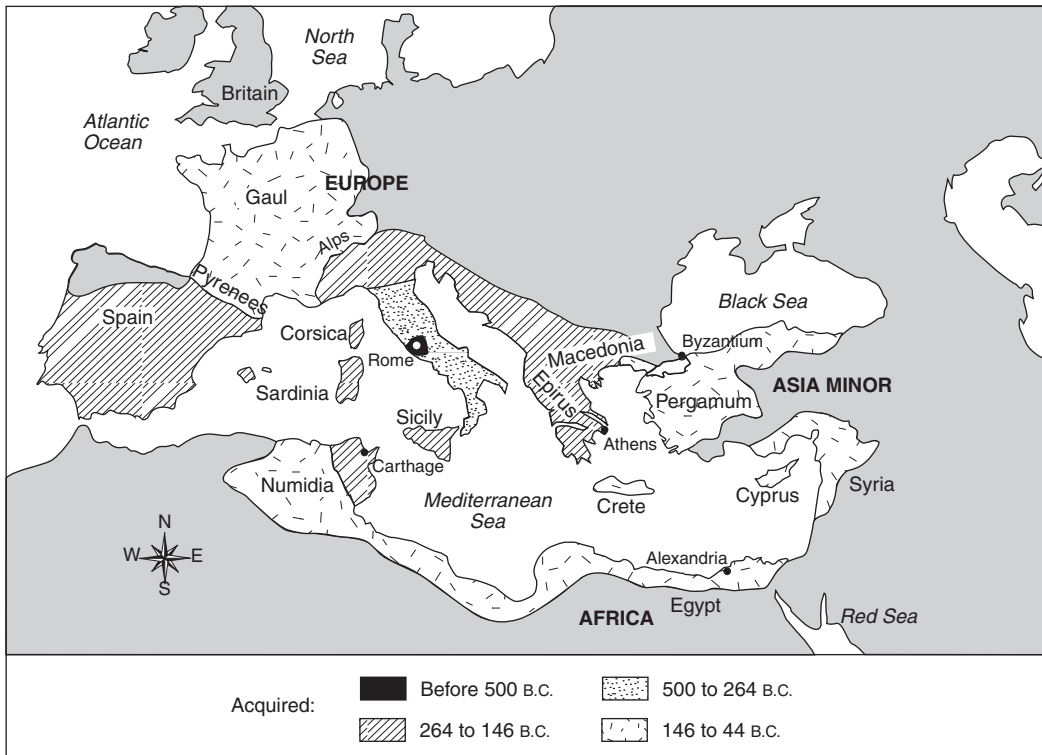 North
Sea
Britain
Atlantic
Ocean
Gaul
EUROPE
Alps
Pyrenees
Spain
Black Sea
Corsica
Macedonia
Byzantium
Rome
ASIA MINOR
Sardinia
Epirus
Pergamum
Sicily
Athens
Carthage
Numidia
Mediterranean
Sea
Crete
Cyprus
Syria
N
W E
S
Alexandria
AFRICA
Egypt
Red Sea
Acquired:
Before 500 B.C.
500 to 264 B.C.
264 to 146 B.C.
146 to 44 B.C.